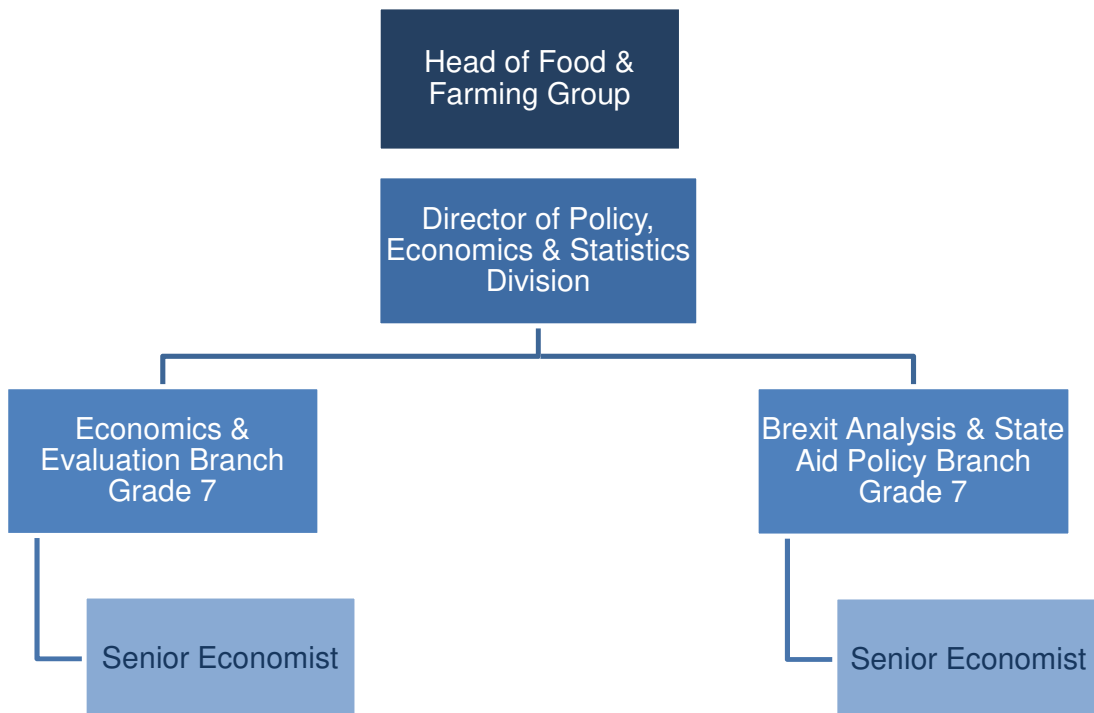 Head of Food &
Farming Group
Director of Policy,
Economics & Statistics
Division
Economics &
Evaluation Branch
Grade 7
Brexit Analysis & State
Aid Policy Branch
Grade 7
Senior Economist
Senior Economist